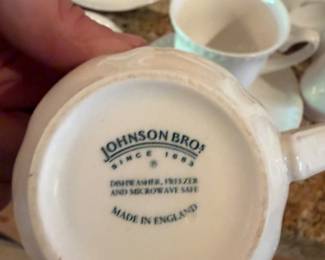 JOHNSON BROS
SINCE 1883
®
DISHWASHER, FREEZER
AND MICROWAVE SAFE
MADE IN ENGLAND